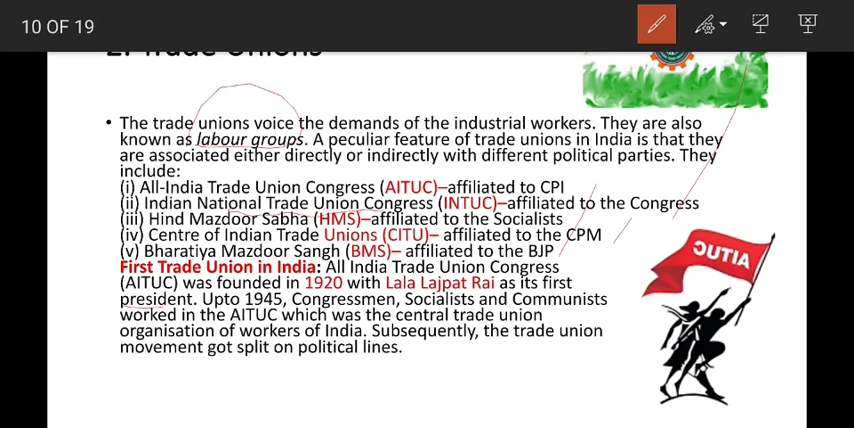 10 OF 19
2. Trade Unions
• The trade unions voice the demands of the industrial workers. They are also
known as labour groups. A peculiar feature of trade unions in India is that they
are associated either directly or indirectly with different political parties. They
include:
(i) All-India Trade Union Congress (AITUC)–affiliated to CPI
(ii) Indian National Trade Union Congress (INTUC)–affiliated to the Congress
(iii) Hind Mazdoor Sabha (HMS)–affiliated to the Socialists
(iv) Centre of Indian Trade Unions (CITU)– affiliated to the CPM
(v) Bharatiya Mazdoor Sangh (BMS)– affiliated to the BJP
First Trade Union in India: All India Trade Union Congress
(AITUC) was founded in 1920 with Lala Lajpat Rai as its first
president. Upto 1945, Congressmen, Socialists and Communists
worked in the AITUC which was the central trade union
organisation of workers of India. Subsequently, the trade union
movement got split on political lines.